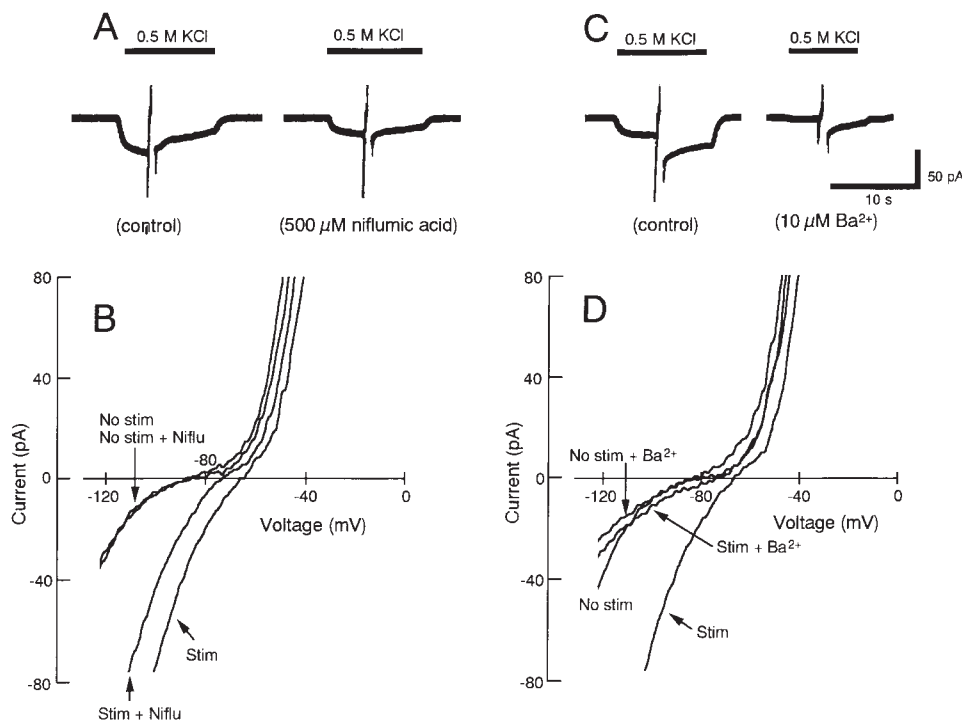 A
0.5 M KCl
0.5 M KCl
(control)
(500 µM niflumic acid)
C
0.5 M KCl
0.5 M KCl
50 pA
10 s
(control)
(10 µM Ba²⁺)
B
80
40
0
-40
-80
Current (pA)
No stim
No stim + Niflu
-120
-80
-40
0
Voltage (mV)
Stim
Stim + Niflu
D
80
40
0
-40
-80
Current (pA)
No stim + Ba²⁺
-120
-80
-40
0
Voltage (mV)
Stim + Ba²⁺
No stim
Stim